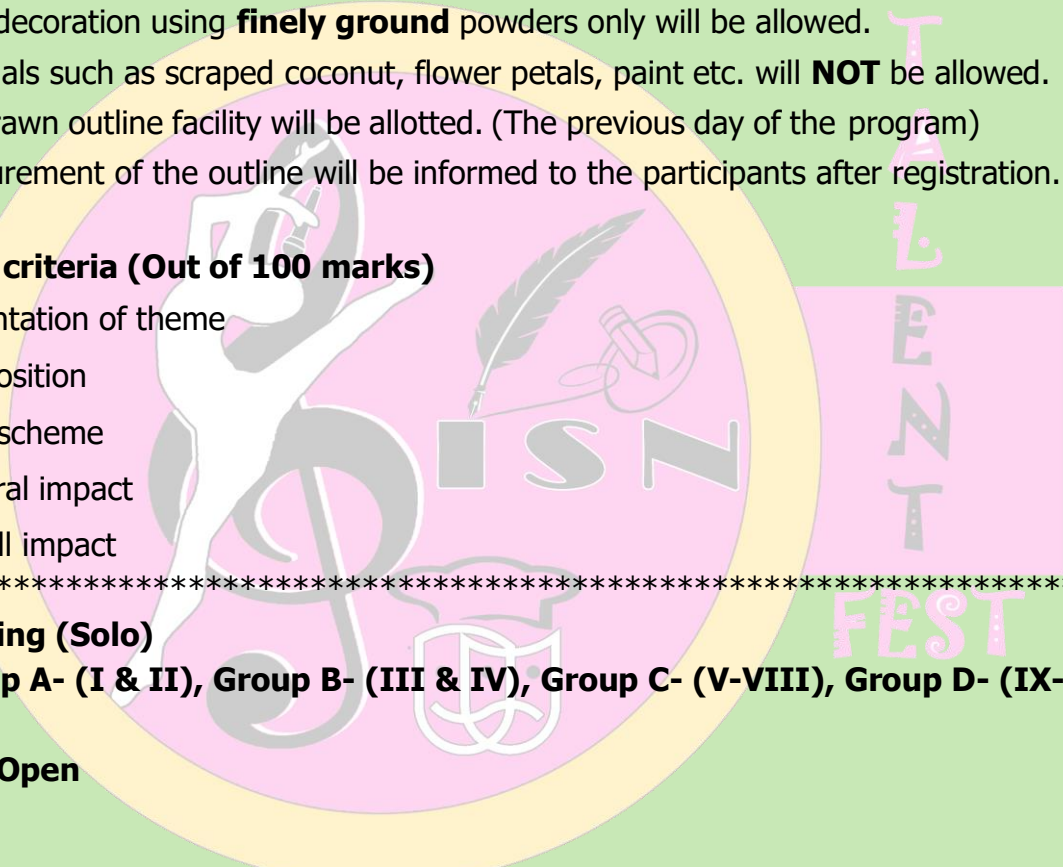 decoration using finely ground powders only will be allowed.
als such as scraped coconut, flower petals, paint etc. will NOT be allowed.
rawn outline facility will be allotted. (The previous day of the program)
urement of the outline will be informed to the participants after registration.
criteria (Out of 100 marks)
ntation of theme
osition
scheme
ral impact
ll impact
******************************************************************
ing (Solo)
p A- (I & II), Group B- (III & IV), Group C- (V-VIII), Group D- (IX-
Open
ISN
TALENT
FEST